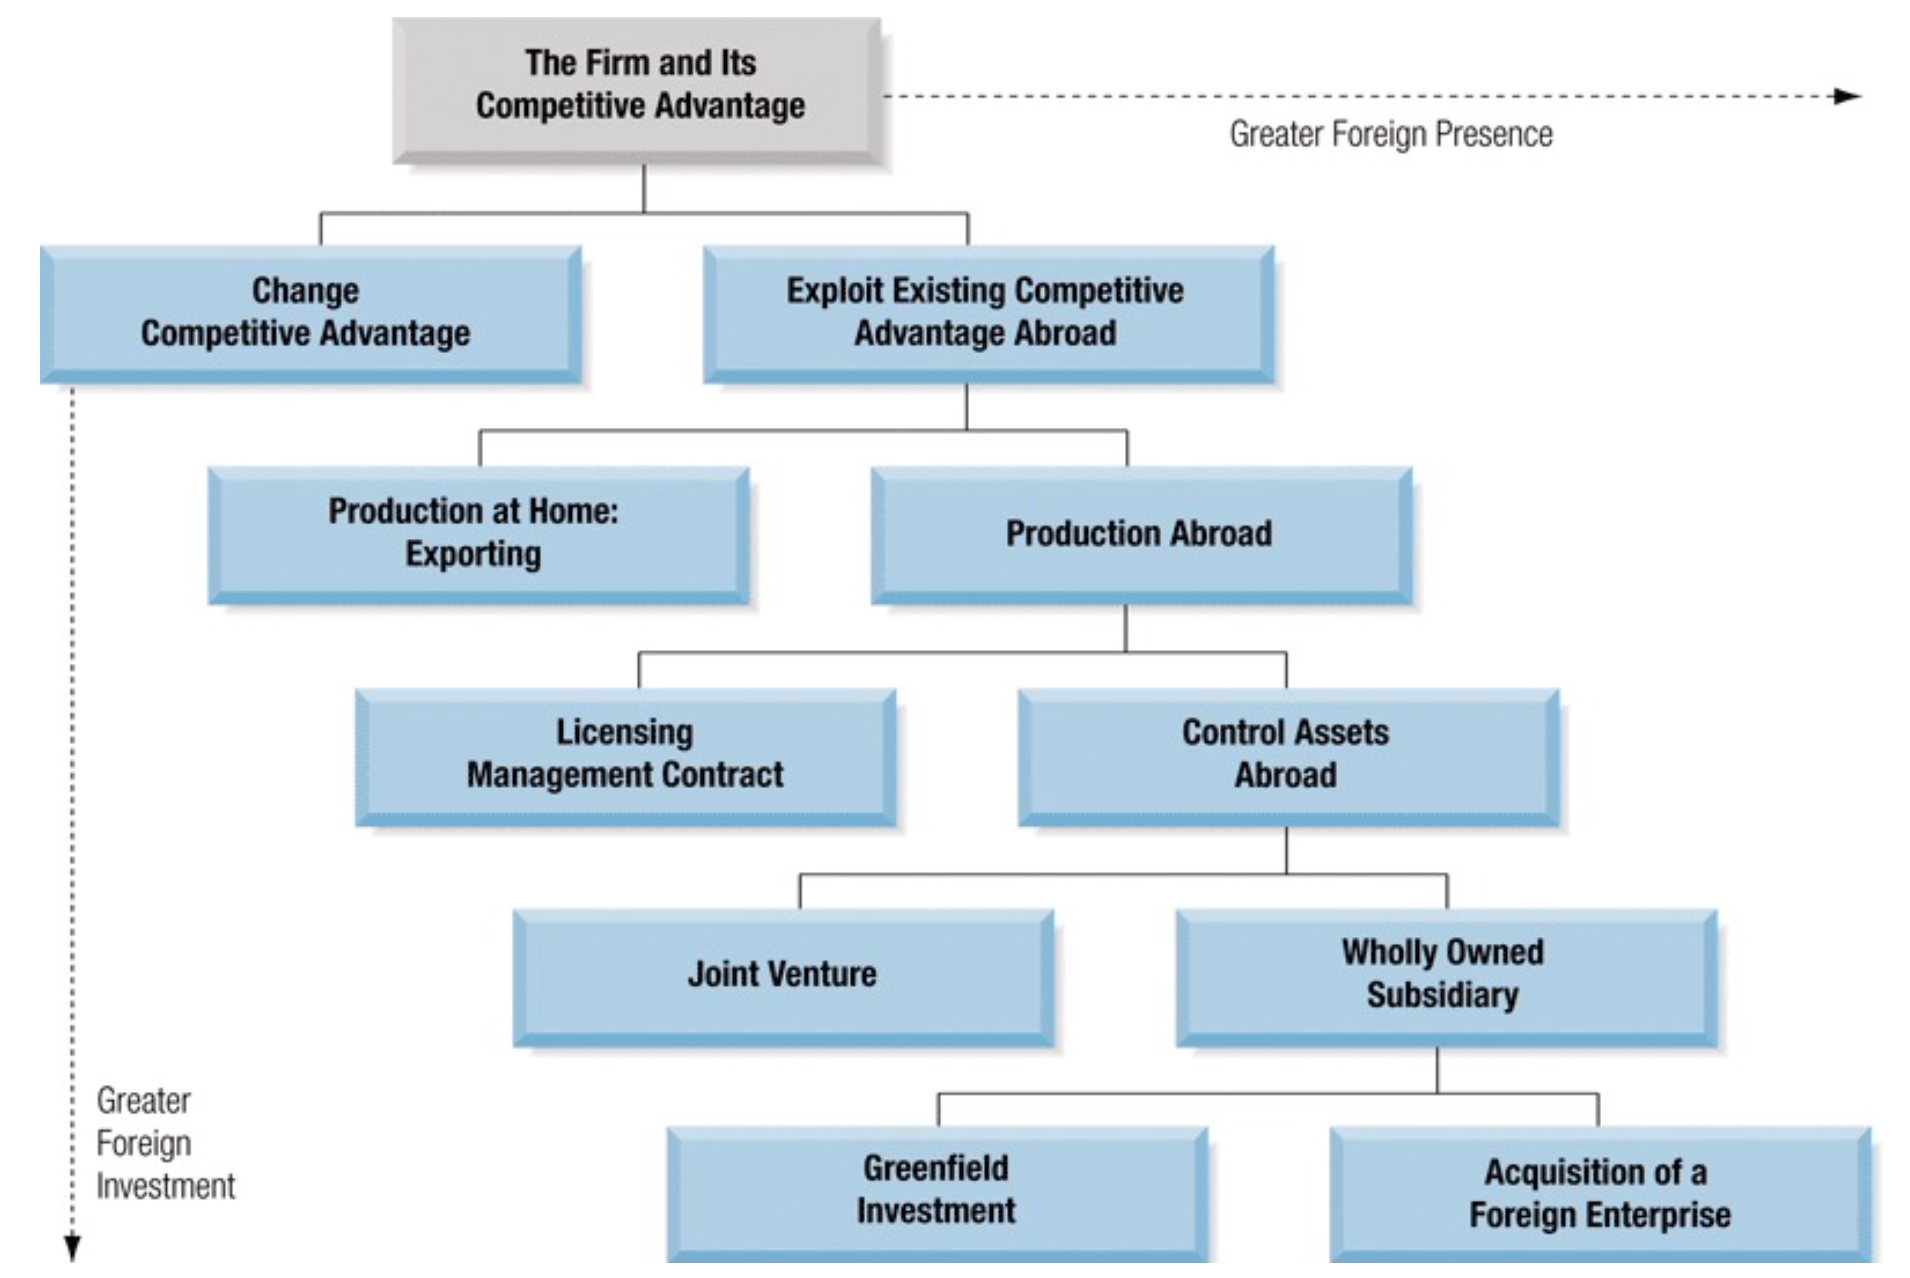 The Firm and Its
Competitive Advantage
Greater Foreign Presence
Change
Competitive Advantage
Exploit Existing Competitive
Advantage Abroad
Production at Home:
Exporting
Production Abroad
Licensing
Management Contract
Control Assets
Abroad
Joint Venture
Wholly Owned
Subsidiary
Greater
Foreign
Investment
Greenfield
Investment
Acquisition of a
Foreign Enterprise